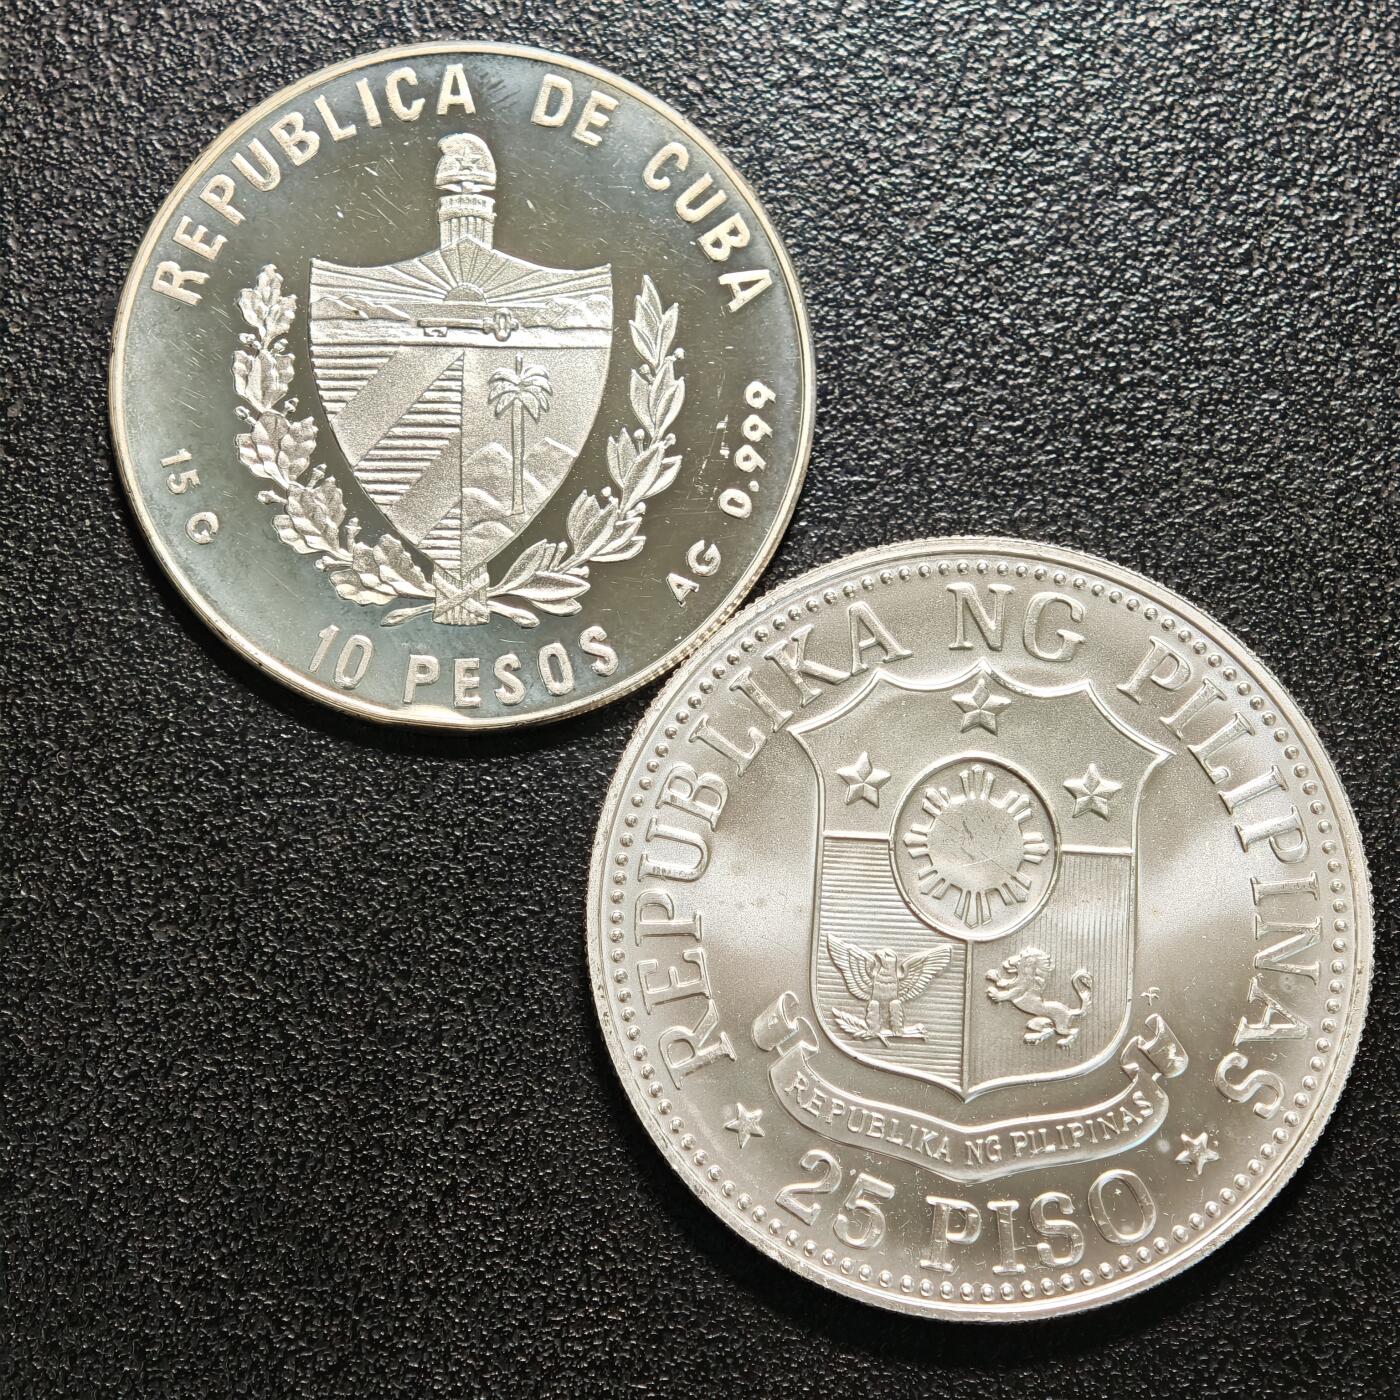 REPUBLICA DE CUBA
15 G
AG 0.999
10 PESOS
REPUBLIKA NG PILIPINAS
REPUBLIKA NG PILIPINAS
25 PISO